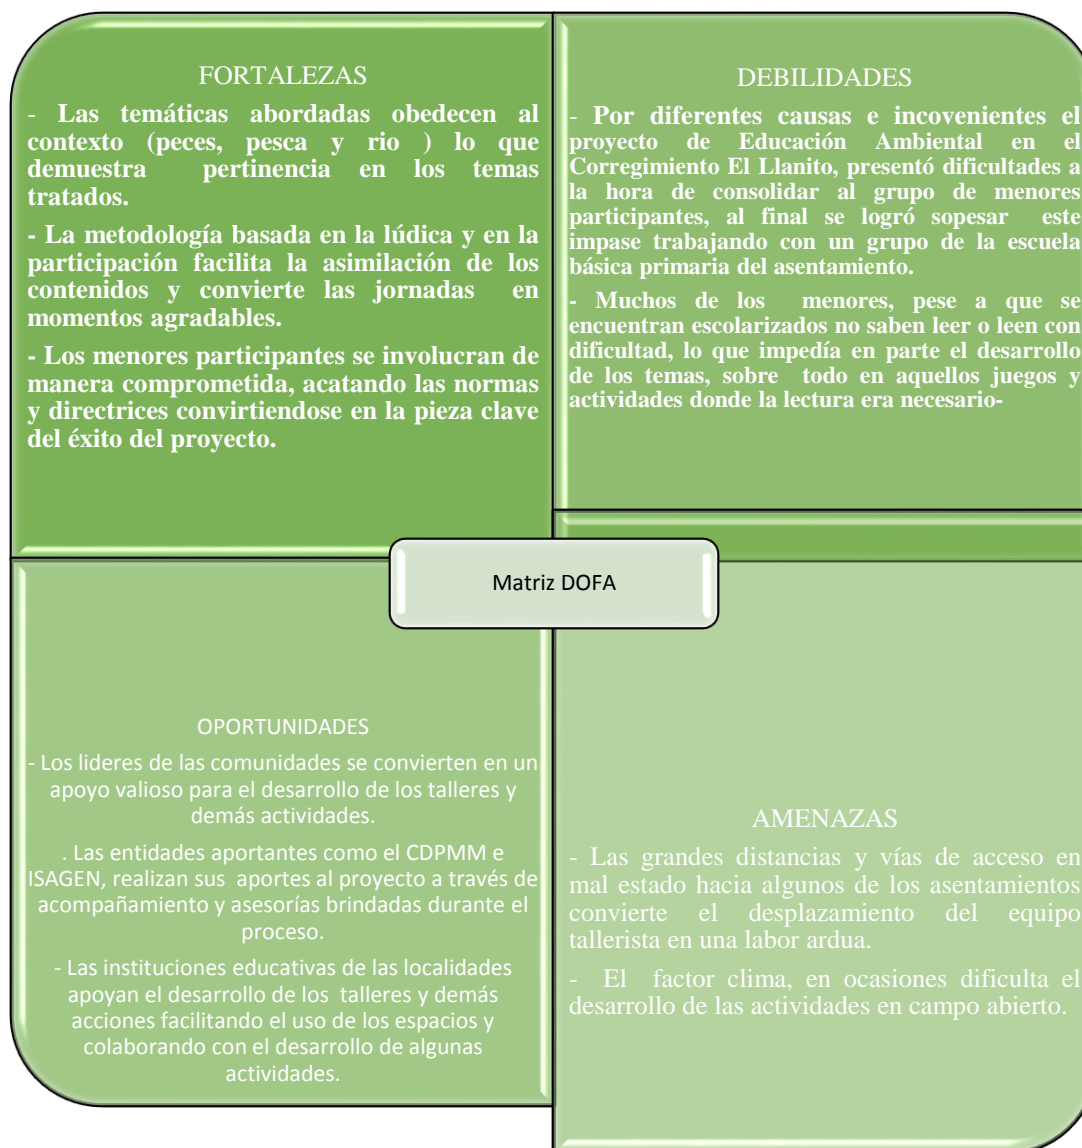 FORTALEZAS
- Las temáticas abordadas obedecen al
contexto (peces, pesca y rio ) lo que
demuestra pertinencia en los temas
tratados.
- La metodología basada en la lúdica y en la
participación facilita la asimilación de los
contenidos y convierte las jornadas en
momentos agradables.
- Los menores participantes se involucran de
manera comprometida, acatando las normas
y directrices convirtiendose en la pieza clave
del éxito del proyecto.
DEBILIDADES
- Por diferentes causas e incovenientes el
proyecto de Educación Ambiental en el
Corregimiento El Llanito, presentó dificultades a
la hora de consolidar al grupo de menores
participantes, al final se logró sopesar este
impase trabajando con un grupo de la escuela
básica primaria del asentamiento.
- Muchos de los menores, pese a que se
encuentran escolarizados no saben leer o leen con
dificultad, lo que impedía en parte el desarrollo
de los temas, sobre todo en aquellos juegos y
actividades donde la lectura era necesario-
Matriz DOFA
OPORTUNIDADES
- Los lideres de las comunidades se convierten en un
apoyo valioso para el desarrollo de los talleres y
demás actividades.
. Las entidades aportantes como el CDPMM e
ISAGEN, realizan sus aportes al proyecto a través de
acompañamiento y asesorías brindadas durante el
proceso.
- Las instituciones educativas de las localidades
apoyan el desarrollo de los talleres y demás
acciones facilitando el uso de los espacios y
colaborando con el desarrollo de algunas
actividades.
AMENAZAS
- Las grandes distancias y vías de acceso en
mal estado hacia algunos de los asentamientos
convierte el desplazamiento del equipo
tallerista en una labor ardua.
- El factor clima, en ocasiones dificulta el
desarrollo de las actividades en campo abierto.